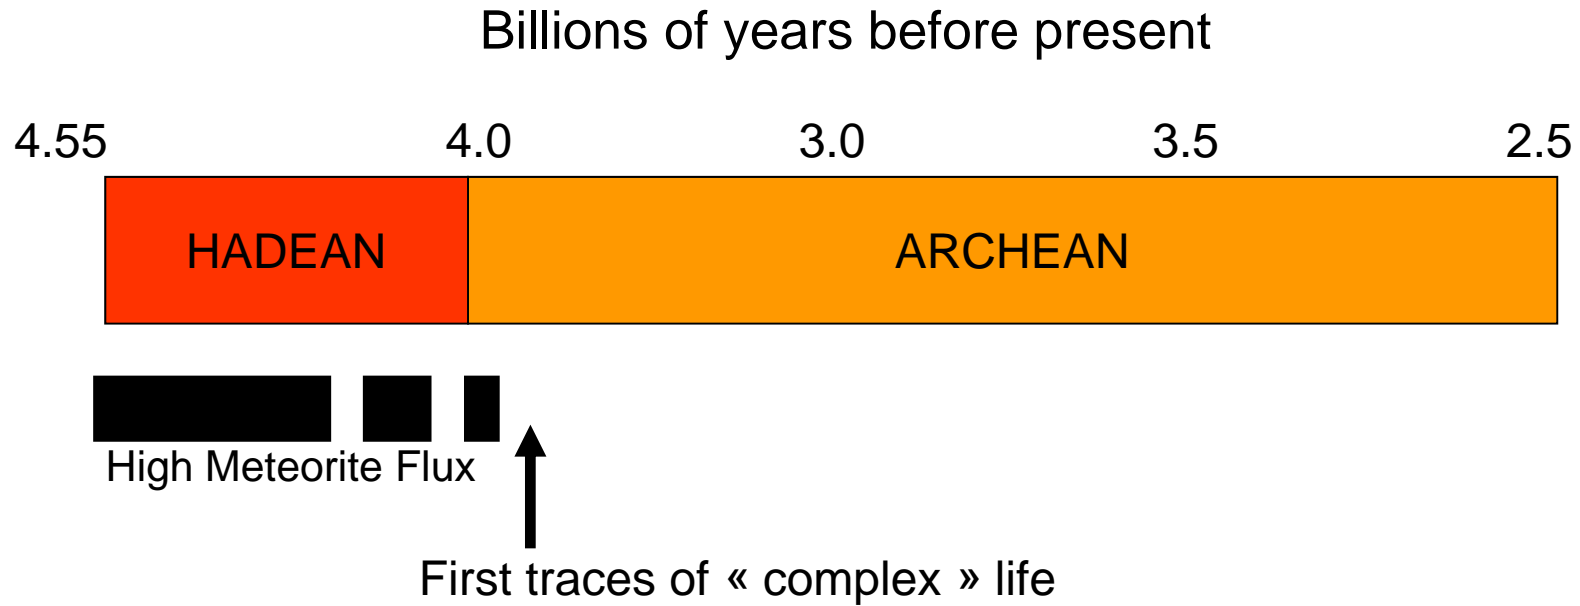 Billions of years before present
4.55 4.0 3.0 3.5 2.5
HADEAN ARCHEAN
High Meteorite Flux
First traces of « complex » life